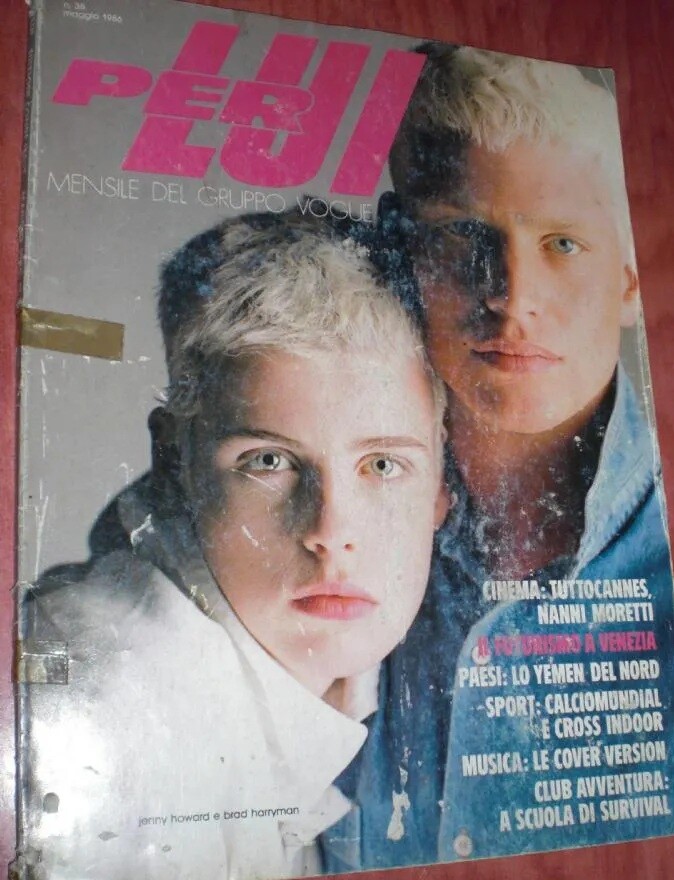 n. 38
maggio 1986
PER LUI
MENSILE DEL GRUPPO VOGUE
CINEMA: TUTTOCANNES,
NANNI MORETTI
IL FUTURISMO A VENEZIA
PAESI: LO YEMEN DEL NORD
SPORT: CALCIOMUNDIAL
E CROSS INDOOR
MUSICA: LE COVER VERSION
CLUB AVVENTURA:
A SCUOLA DI SURVIVAL
jenny howard e brad harryman